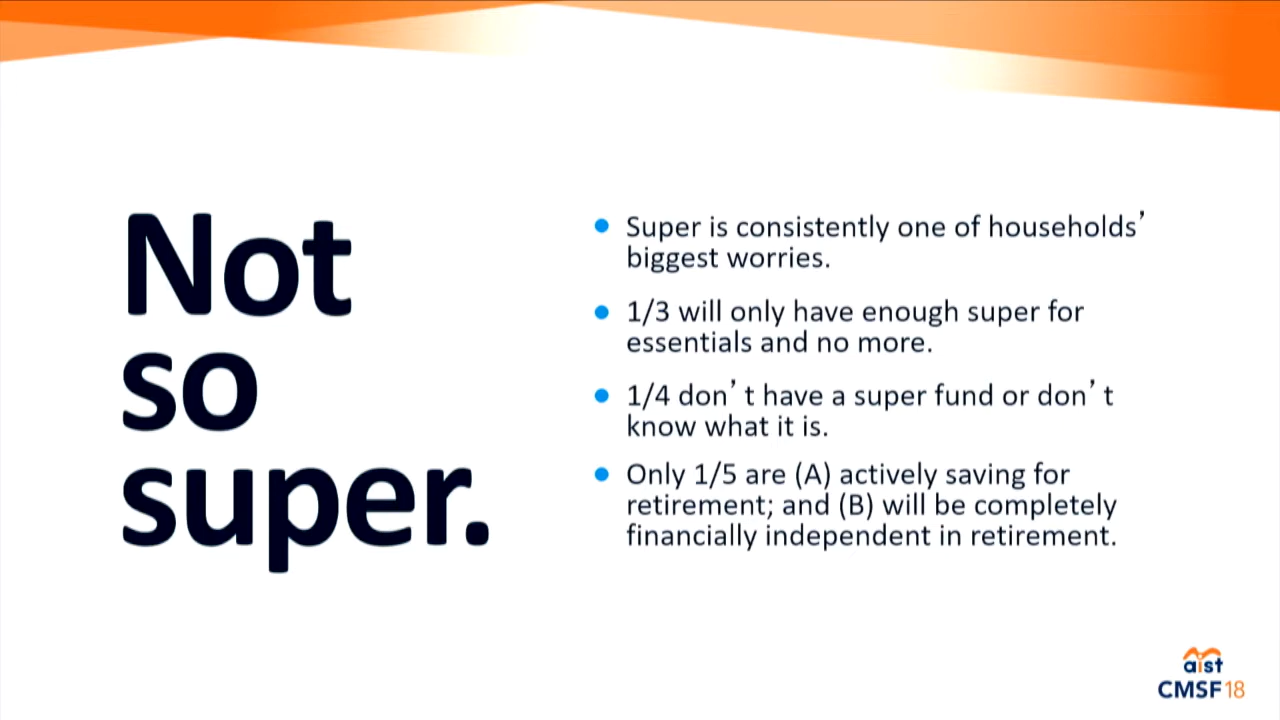 Not
so
super.
Super is consistently one of households’
biggest worries.
1/3 will only have enough super for
essentials and no more.
1/4 don’t have a super fund or don’t
know what it is.
Only 1/5 are (A) actively saving for
retirement; and (B) will be completely
financially independent in retirement.
aist
CMSF18